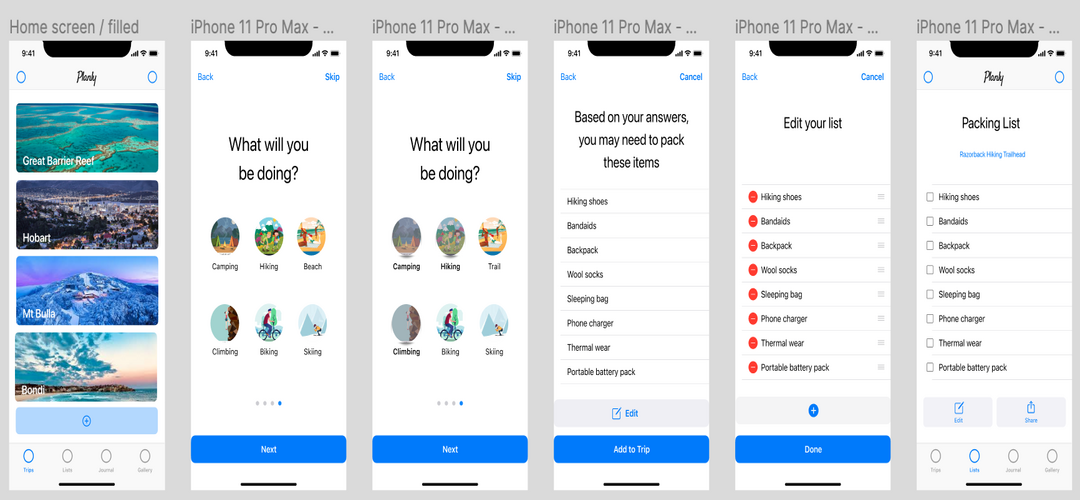 Home screen / filled
9:41
Planly
Great Barrier Reef
Hobart
Mt Bulla
Bondi
Trips
Lists
Journal
Gallery
iPhone 11 Pro Max - ...
9:41
Back
Skip
What will you
be doing?
Camping
Hiking
Beach
Climbing
Biking
Skiing
Next
iPhone 11 Pro Max - ...
9:41
Back
Skip
What will you
be doing?
Camping
Hiking
Trail
Climbing
Biking
Skiing
Next
iPhone 11 Pro Max - ...
9:41
Back
Cancel
Based on your answers,
you may need to pack
these items
Hiking shoes
Bandaids
Backpack
Wool socks
Sleeping bag
Phone charger
Thermal wear
Portable battery pack
Edit
Add to Trip
iPhone 11 Pro Max - ...
9:41
Back
Cancel
Edit your list
Hiking shoes
Bandaids
Backpack
Wool socks
Sleeping bag
Phone charger
Thermal wear
Portable battery pack
Done
iPhone 11 Pro Max - ...
9:41
Planly
Packing List
Razorback Hiking Trailhead
Hiking shoes
Bandaids
Backpack
Wool socks
Sleeping bag
Phone charger
Thermal wear
Portable battery pack
Edit
Share
Trips
Lists
Journal
Gallery